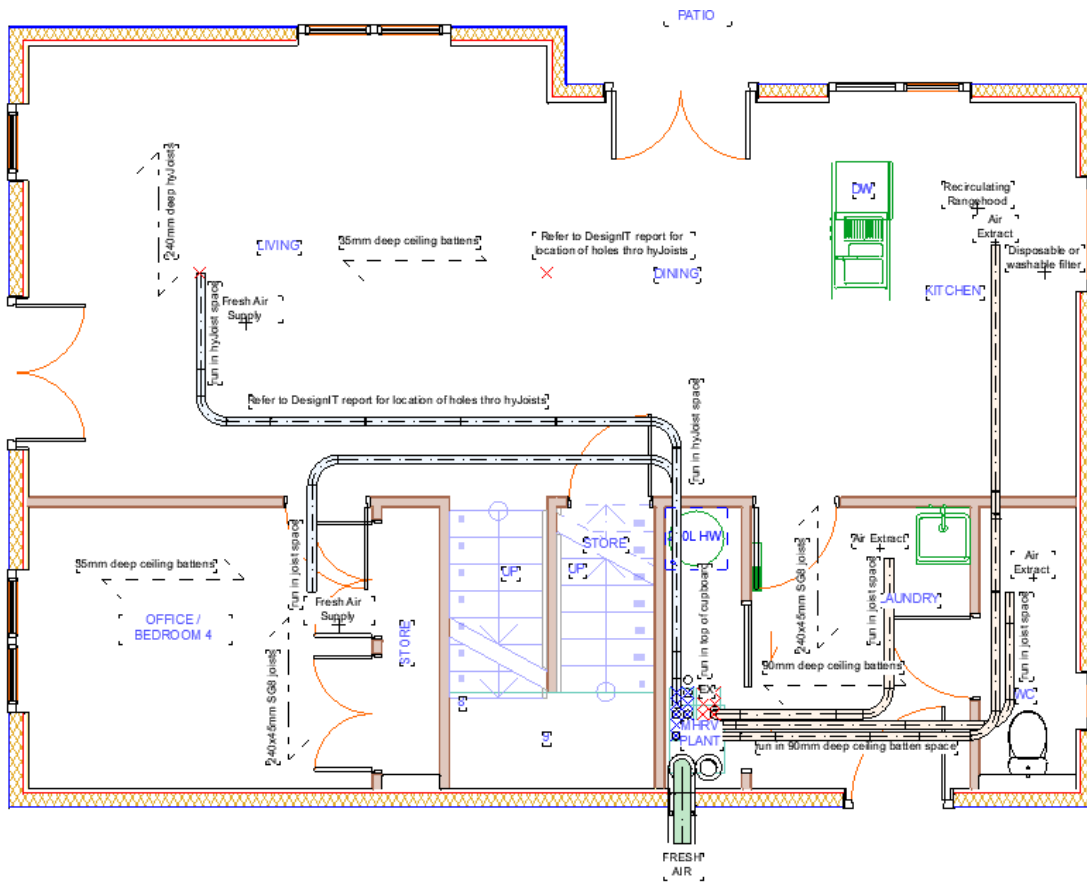 PATIO
240mm deep hyJoists
DW
Recirculating
Rangehood
Air
Extract
LIVING
35mm deep ceiling battens
Refer to DesignIT report for
location of holes thro hyJoists
DINING
Disposable or
washable filter
KITCHEN
Fresh Air
Supply
run in hyJoist space
Refer to DesignIT report for location of holes thro hyJoists
run in hyJoist space
0L HW
STORE
UP
UP
run in joist space
35mm deep ceiling battens
Fresh Air
Supply
OFFICE /
BEDROOM 4
STORE
240x45mm SG8 joists
run in top of cupboard
240x45mm SG8 joists
Air Extract
run in joist space
LAUNDRY
Air
Extract
run in joist space
90mm deep ceiling battens
EX
MHRV
PLANT
WC
run in 90mm deep ceiling batten space
FRESH
AIR